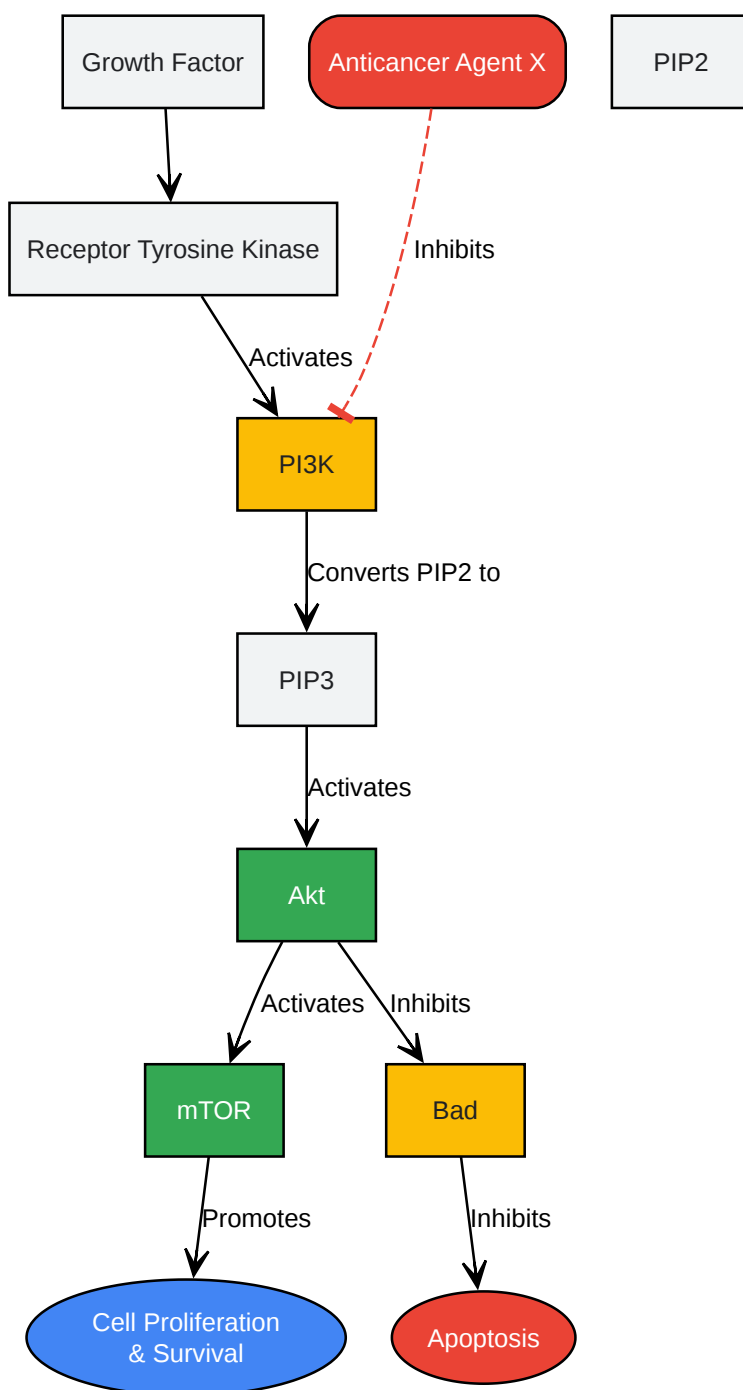 Growth Factor
Anticancer Agent X
PIP2
Receptor Tyrosine Kinase
Inhibits
Activates
PI3K
Converts PIP2 to
PIP3
Activates
Akt
Activates
Inhibits
mTOR
Bad
Promotes
Inhibits
Cell Proliferation
& Survival
Apoptosis